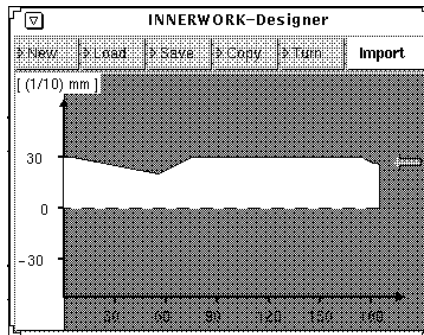 INNERWORK-Designer
New Load Save Copy Turn Import
[ (1/10) mm ]
30
0
-30
30 60 90 120 150 180